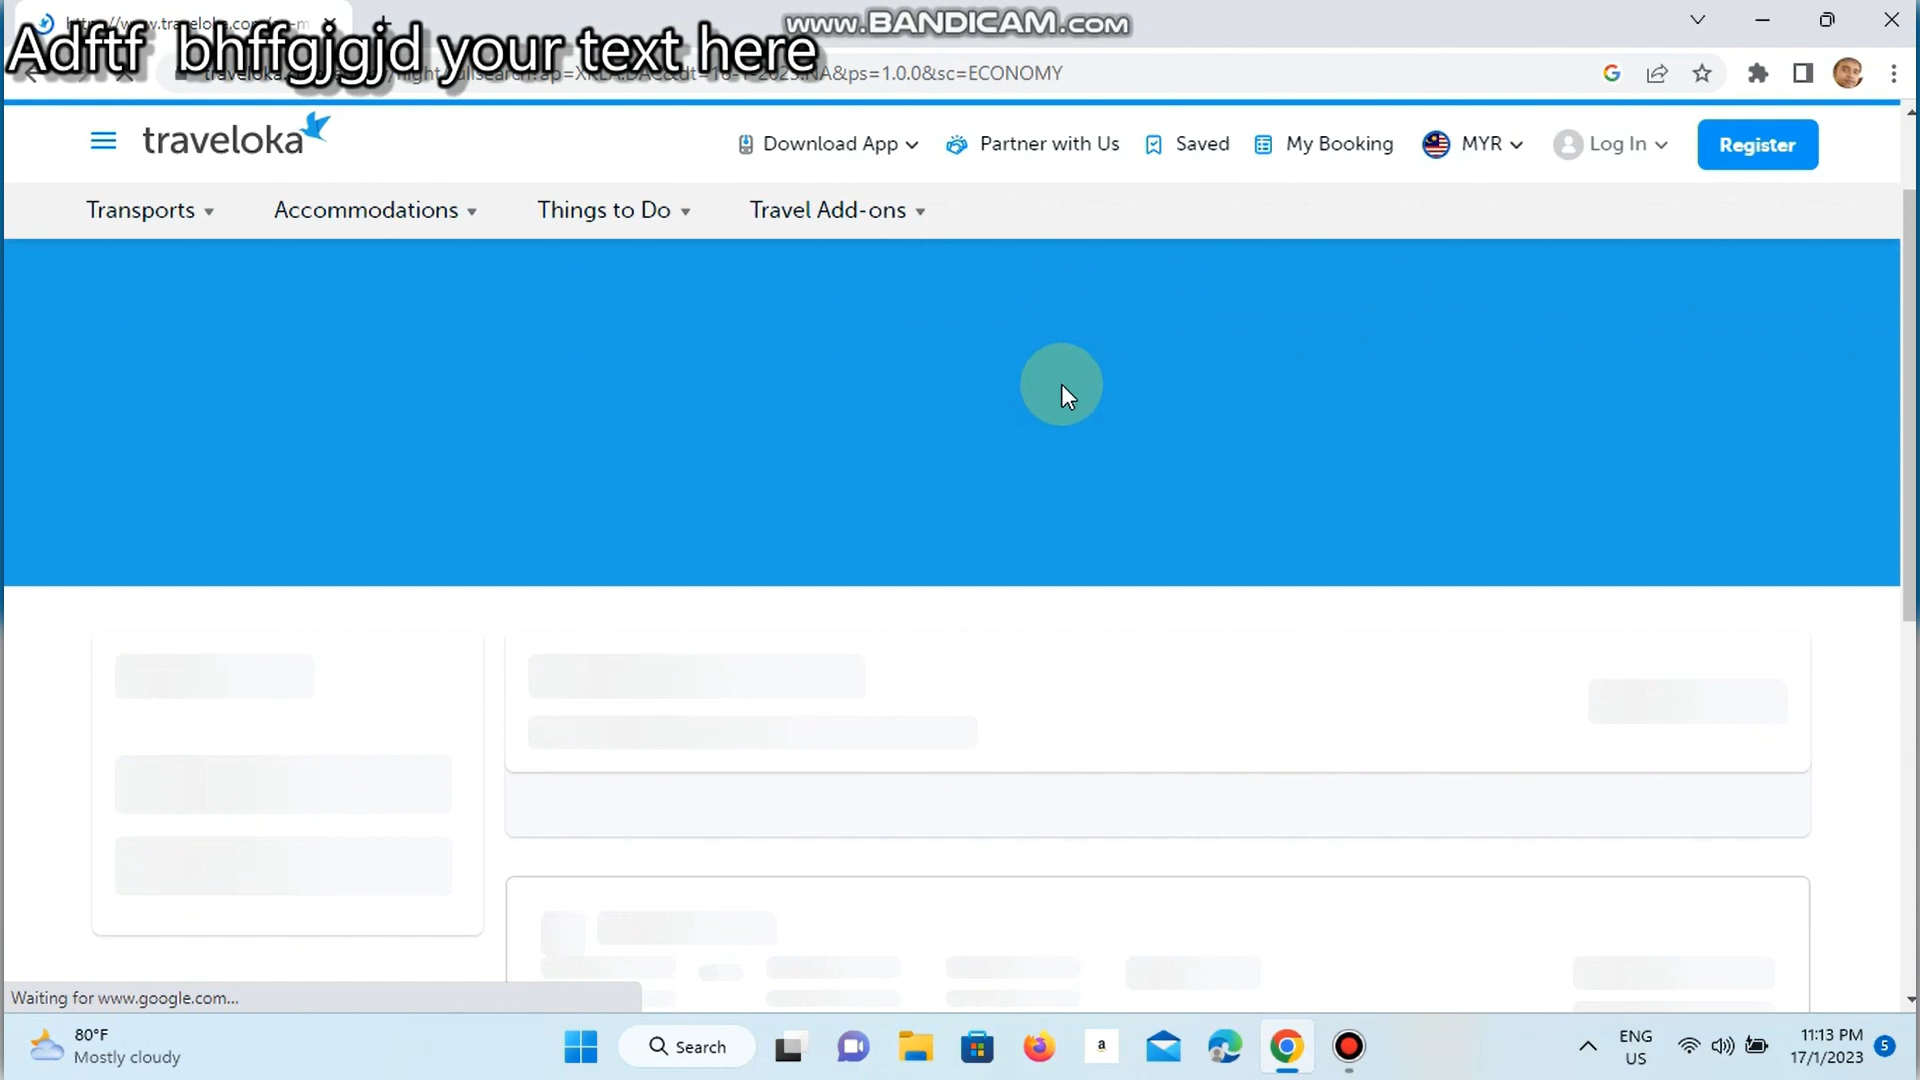 www.BANDICAM.com
Adftf bhffgjgjd your text here
NA&ps=1.0.0&sc=ECONOMY
traveloka
Download App
Partner with Us
Saved
My Booking
MYR
Log In
Register
Transports
Accommodations
Things to Do
Travel Add-ons
Waiting for www.google.com...
80°F
Mostly cloudy
Search
a
ENG
US
11:13 PM
17/1/2023
5